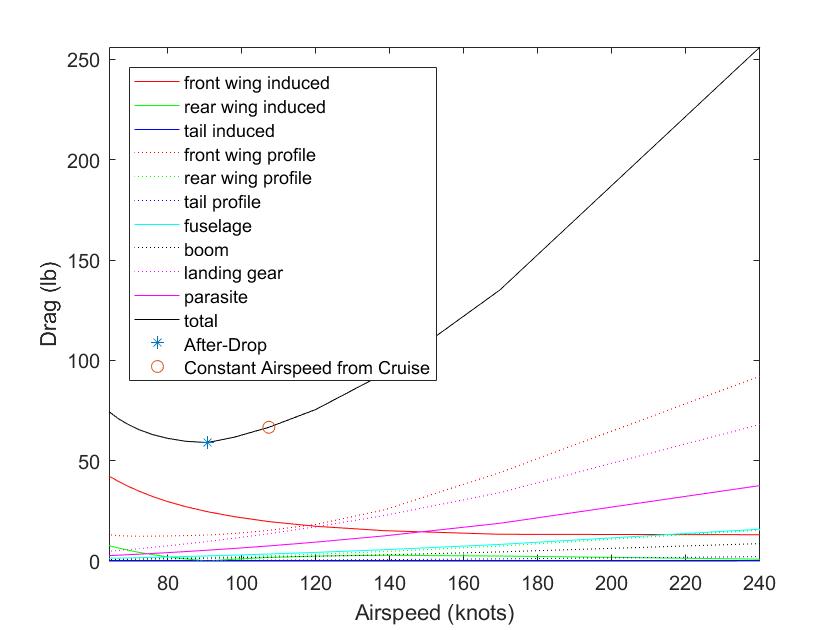 250
200
150
100
50
0
Drag (lb)
front wing induced
rear wing induced
tail induced
front wing profile
rear wing profile
tail profile
fuselage
boom
landing gear
parasite
total
After-Drop
Constant Airspeed from Cruise
80 100 120 140 160 180 200 220 240
Airspeed (knots)